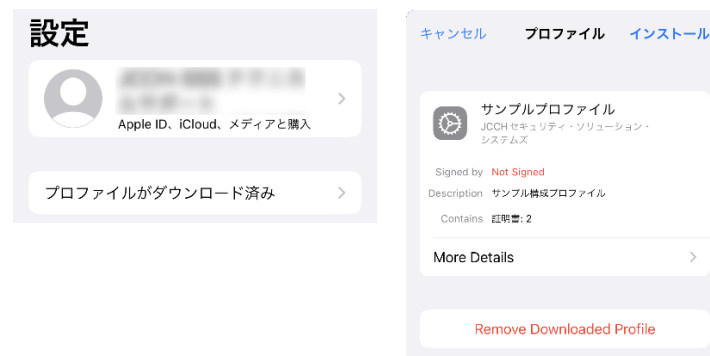 設定
Apple ID、iCloud、メディアと購入
プロファイルがダウンロード済み
キャンセル プロファイル インストール
サンプルプロファイル
JCCH セキュリティ・ソリューション・
システムズ
Signed by Not Signed
Description サンプル構成プロファイル
Contains 証明書: 2
More Details
Remove Downloaded Profile